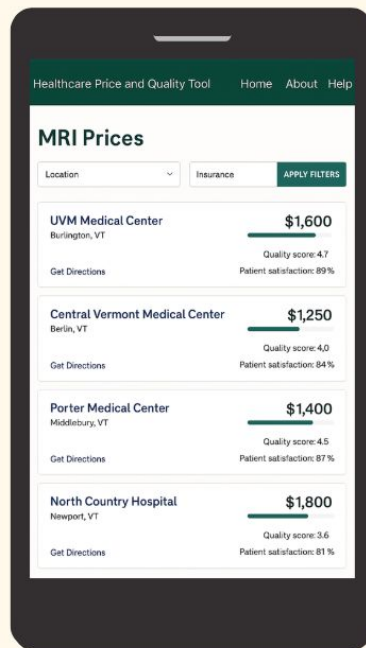 Healthcare Price and Quality Tool Home About Help
MRI Prices
Location Insurance APPLY FILTERS
UVM Medical Center $1,600
Burlington, VT
Quality score: 4.7
Get Directions Patient satisfaction: 89%
Central Vermont Medical Center $1,250
Berlin, VT
Quality score: 4,0
Get Directions Patient satisfaction: 84%
Porter Medical Center $1,400
Middlebury, VT
Quality score: 4.5
Get Directions Patient satisfaction: 87%
North Country Hospital $1,800
Newport, VT
Quality score: 3.6
Get Directions Patient satisfaction: 81%